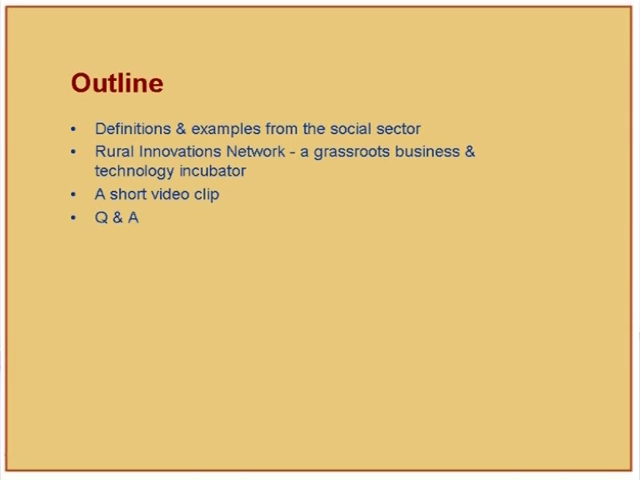 Outline
• Definitions & examples from the social sector
• Rural Innovations Network - a grassroots business &
technology incubator
• A short video clip
• Q & A